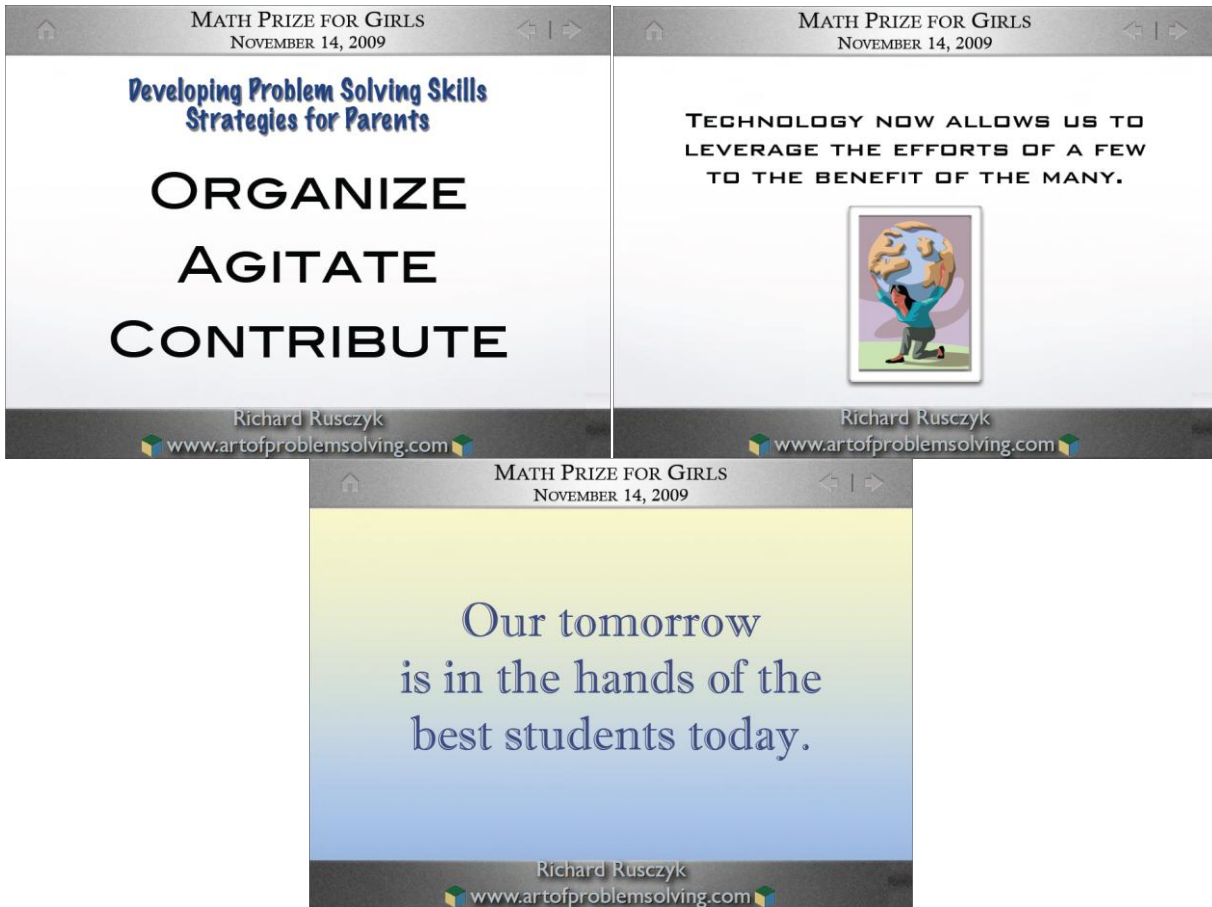 MATH PRIZE FOR GIRLS
NOVEMBER 14, 2009
Developing Problem Solving Skills
Strategies for Parents
ORGANIZE
AGITATE
CONTRIBUTE
Richard Rusczyk
www.artofproblemsolving.com
MATH PRIZE FOR GIRLS
NOVEMBER 14, 2009
TECHNOLOGY NOW ALLOWS US TO
LEVERAGE THE EFFORTS OF A FEW
TO THE BENEFIT OF THE MANY.
Richard Rusczyk
www.artofproblemsolving.com
MATH PRIZE FOR GIRLS
NOVEMBER 14, 2009
Our tomorrow
is in the hands of the
best students today.
Richard Rusczyk
www.artofproblemsolving.com